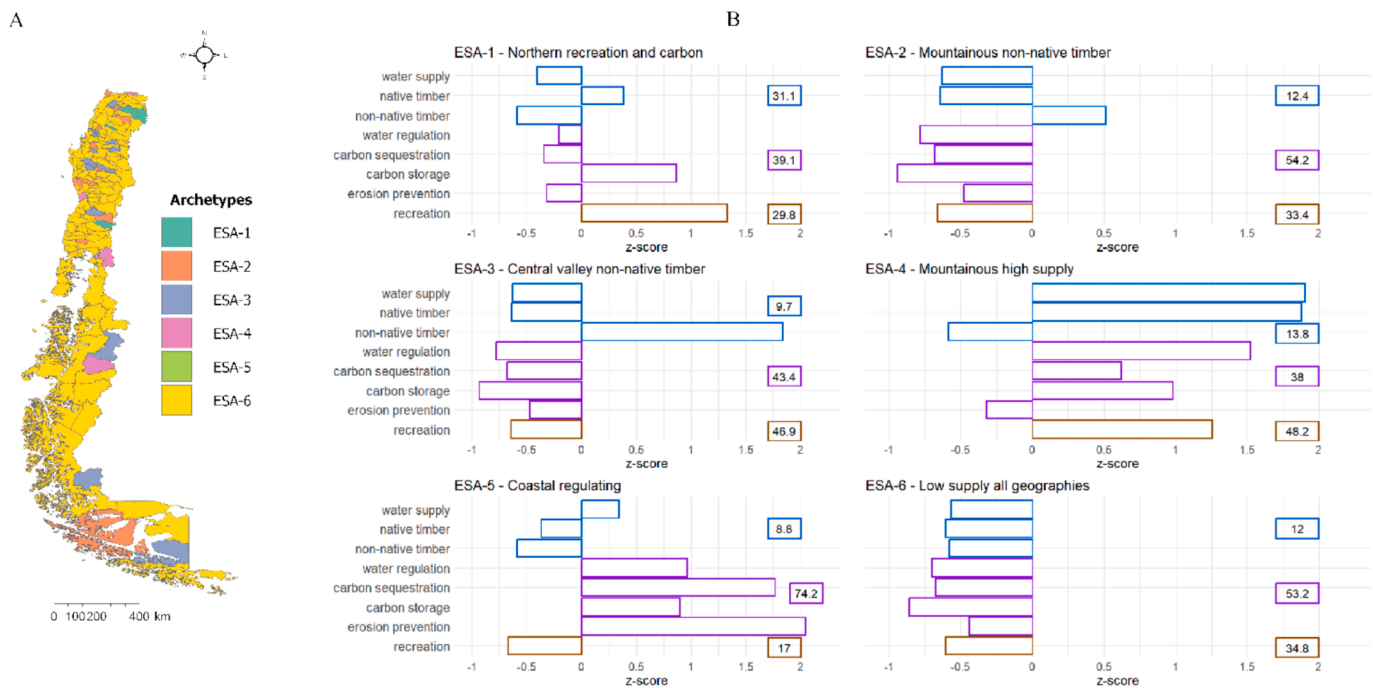 A
B
N
W
L
S
Archetypes
ESA-1
ESA-2
ESA-3
ESA-4
ESA-5
ESA-6
0 100200 400 km
ESA-1 - Northern recreation and carbon
water supply
native timber
31.1
non-native timber
water regulation
carbon sequestration
39.1
carbon storage
erosion prevention
recreation
29.8
-1 -0.5 0 0.5 1 1.5 2
z-score
ESA-2 - Mountainous non-native timber
12.4
54.2
33.4
-1 -0.5 0 0.5 1 1.5 2
z-score
ESA-3 - Central valley non-native timber
water supply
9.7
native timber
non-native timber
water regulation
carbon sequestration
43.4
carbon storage
erosion prevention
recreation
46.9
-1 -0.5 0 0.5 1 1.5 2
z-score
ESA-4 - Mountainous high supply
13.8
38
48.2
-1 -0.5 0 0.5 1 1.5 2
z-score
ESA-5 - Coastal regulating
water supply
native timber
8.8
non-native timber
water regulation
carbon sequestration
74.2
carbon storage
erosion prevention
recreation
17
-1 -0.5 0 0.5 1 1.5 2
z-score
ESA-6 - Low supply all geographies
12
53.2
34.8
-1 -0.5 0 0.5 1 1.5 2
z-score